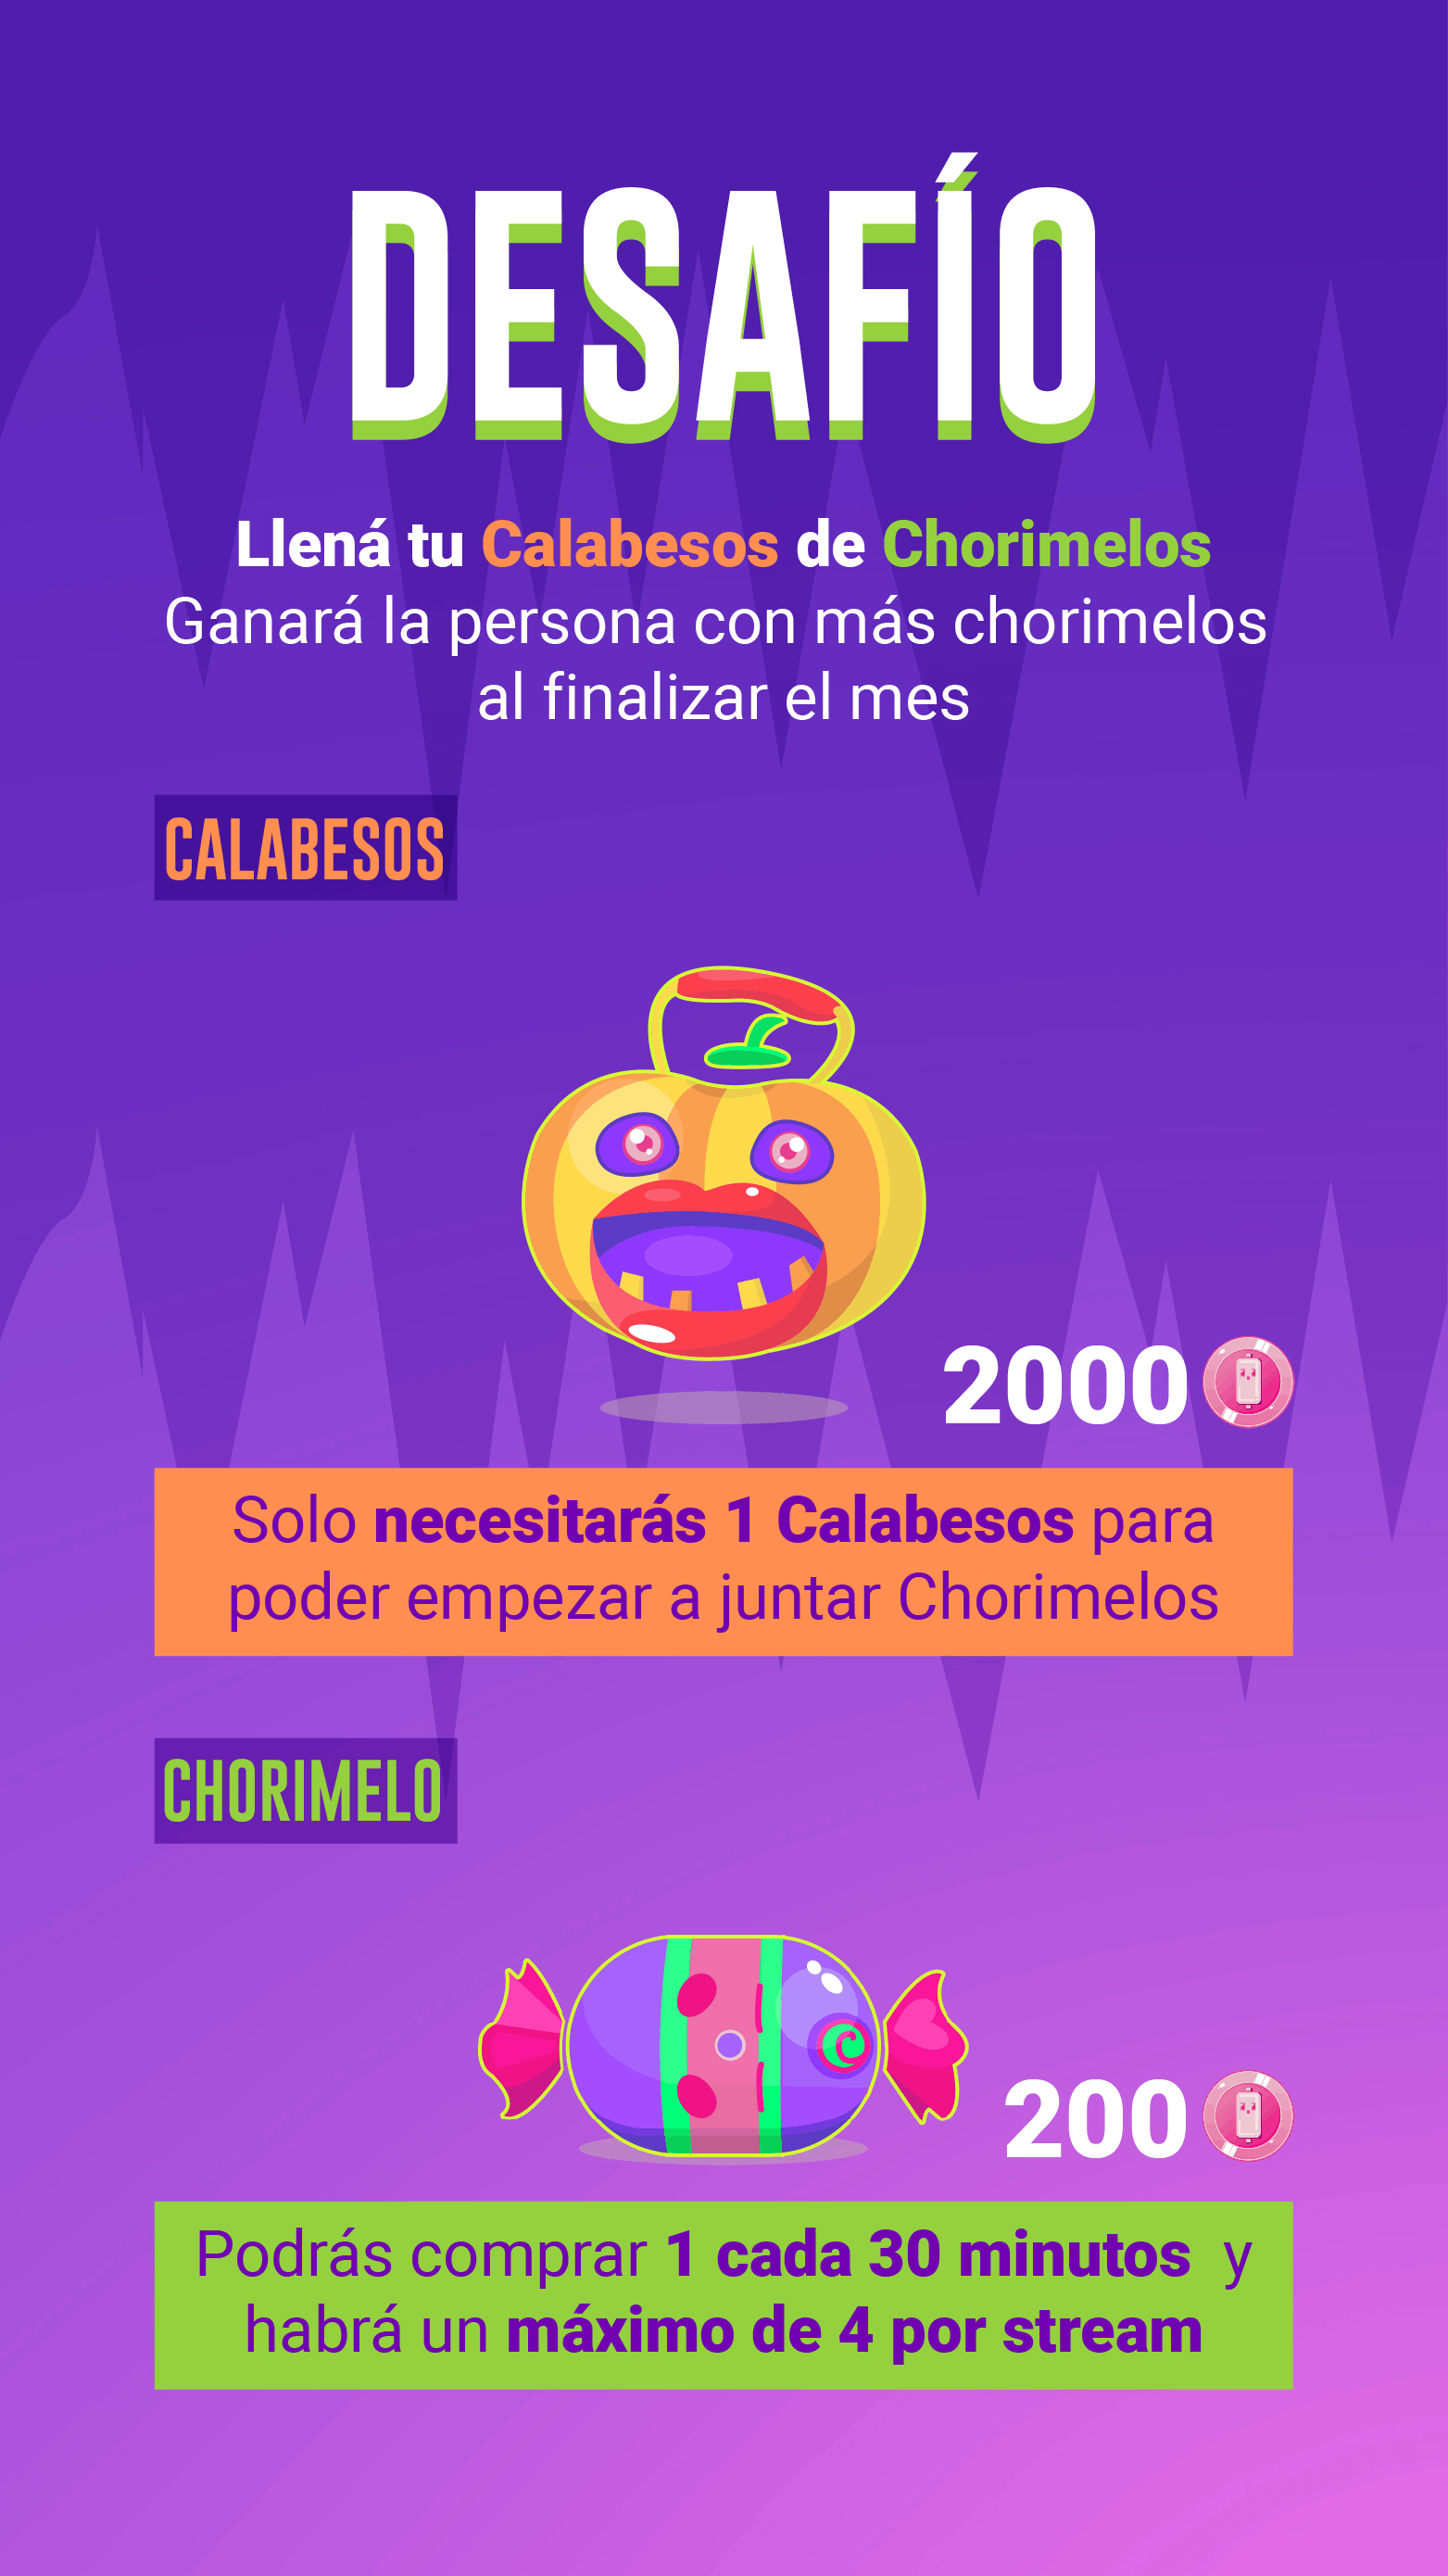 DESAFÍO
Llená tu Calabesos de Chorimelos
Ganará la persona con más chorimelos
al finalizar el mes
CALABESOS
2000
Solo necesitarás 1 Calabesos para
poder empezar a juntar Chorimelos
CHORIMELO
200
Podrás comprar 1 cada 30 minutos y
habrá un máximo de 4 por stream